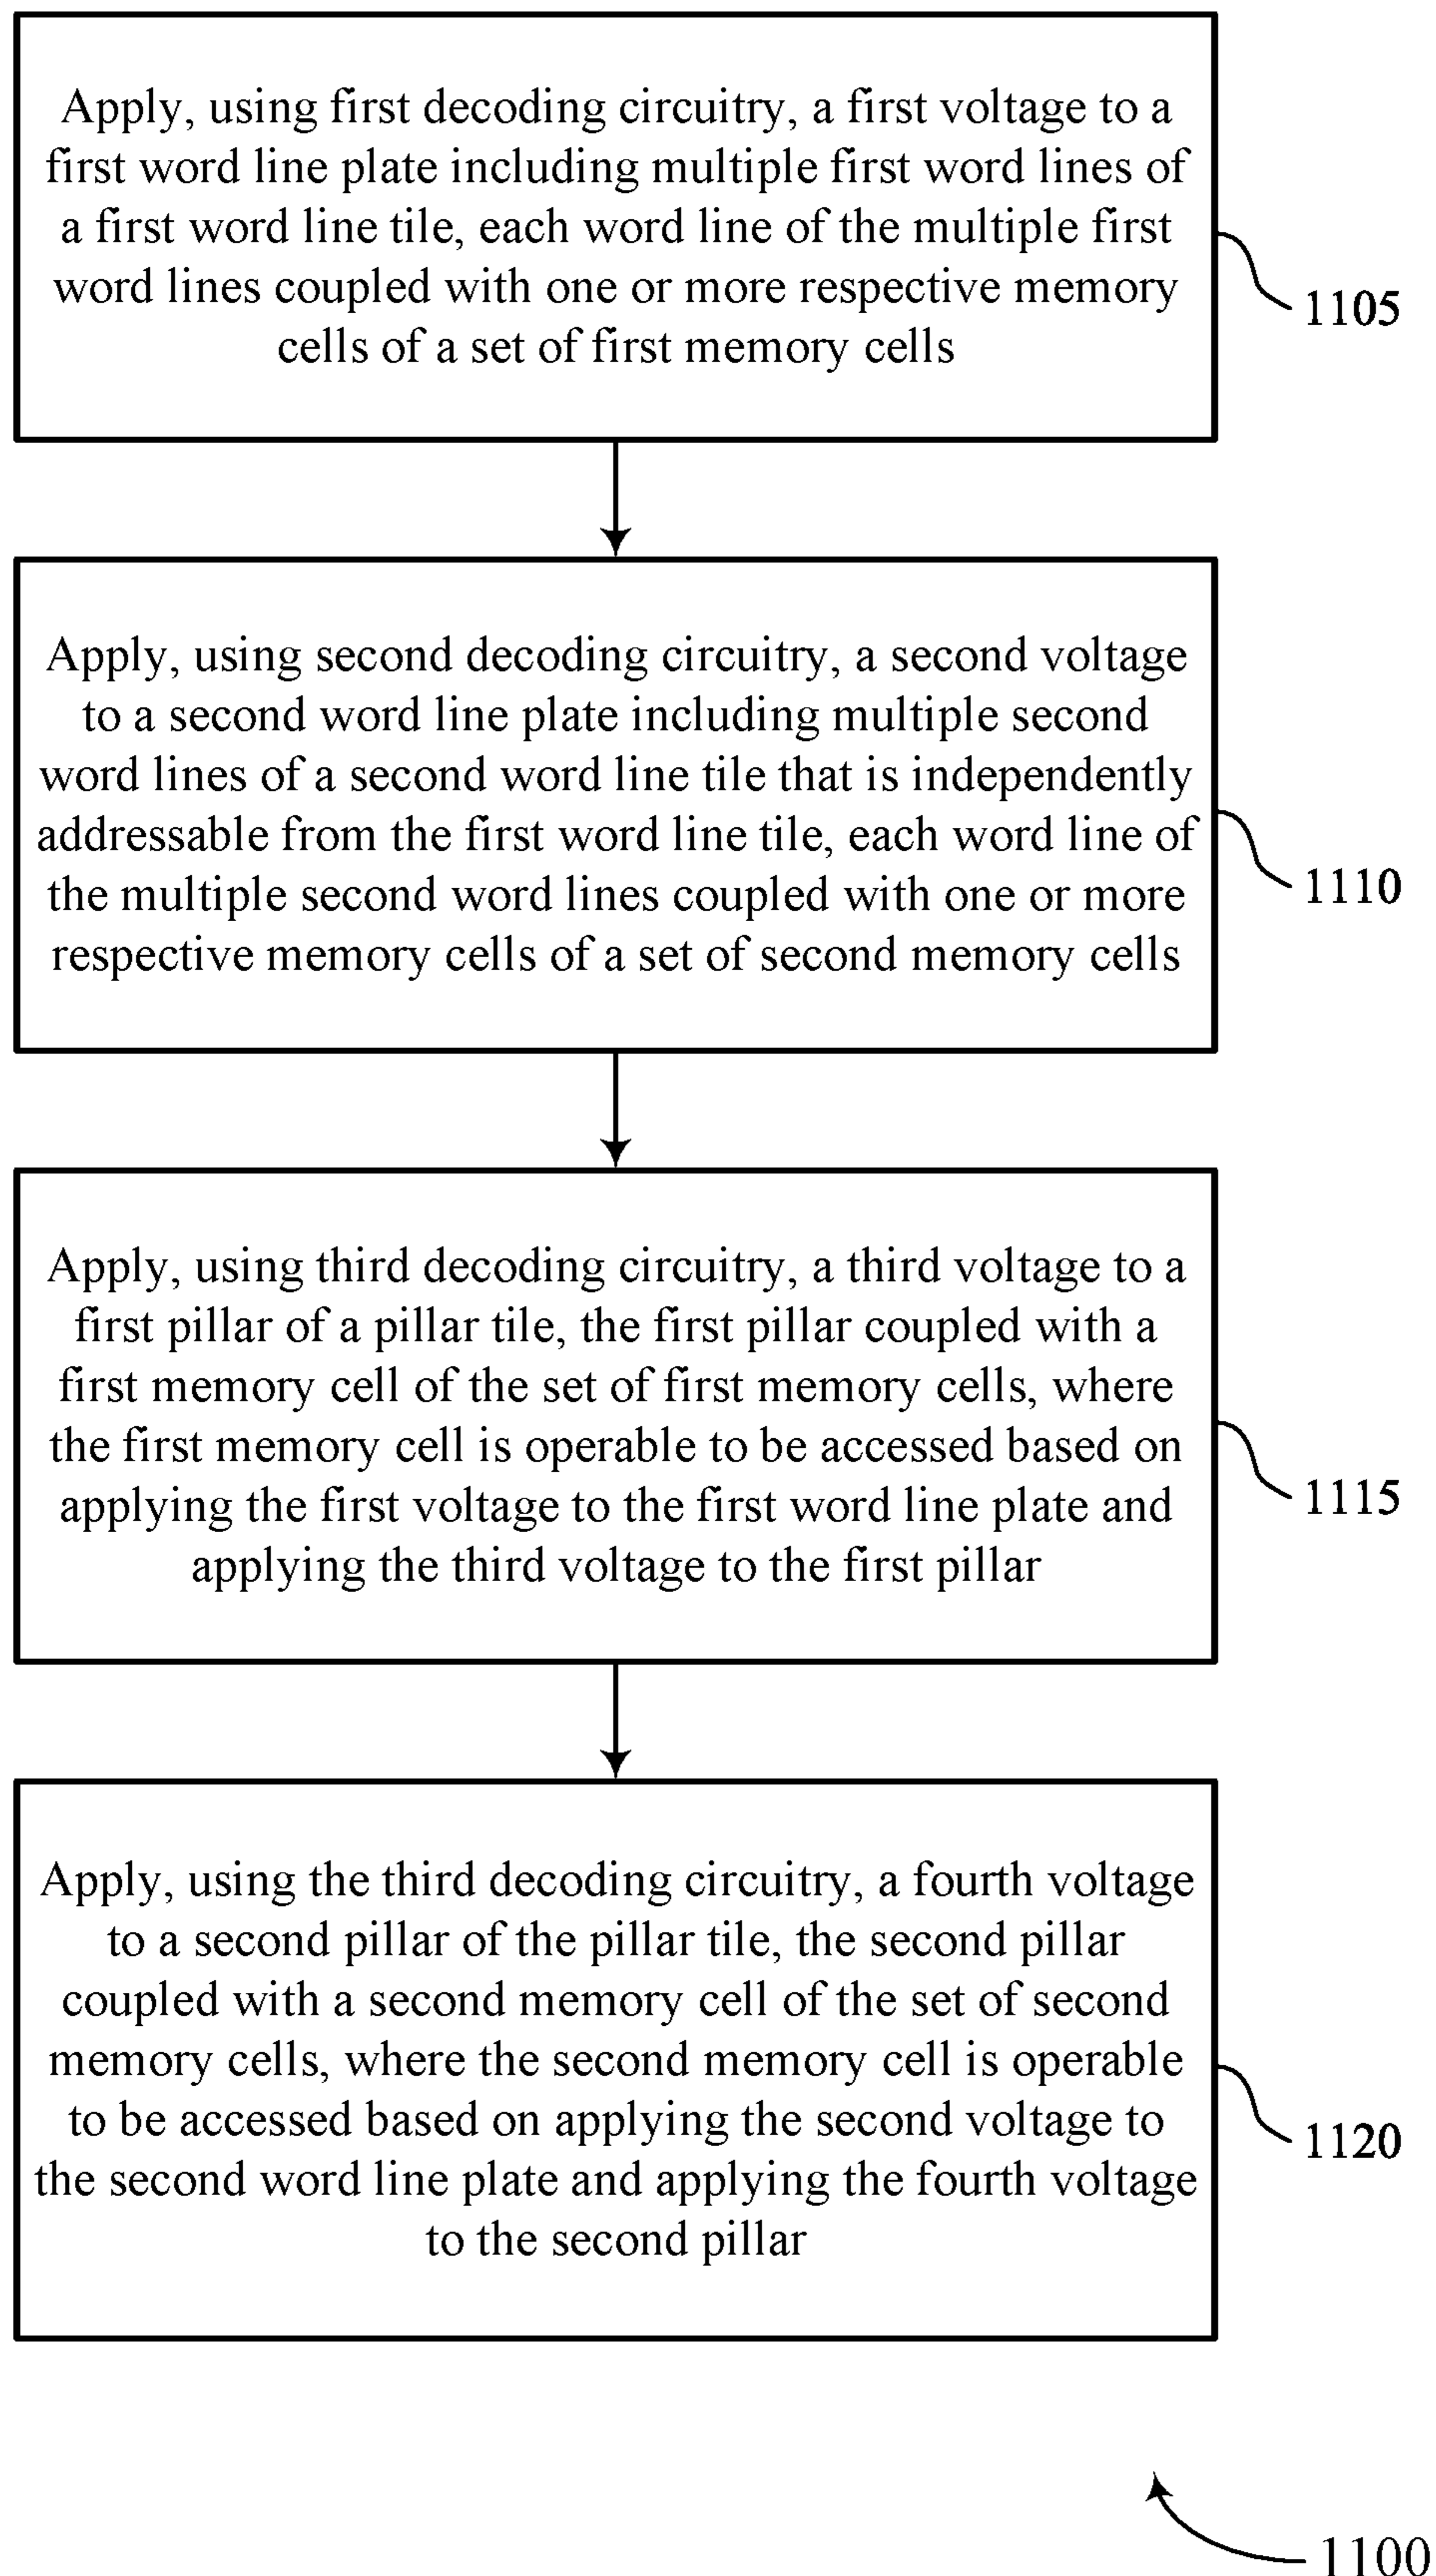 Apply, using first decoding circuitry, a first voltage to a
first word line plate including multiple first word lines of
a first word line tile, each word line of the multiple first
word lines coupled with one or more respective memory
cells of a set of first memory cells
1105
Apply, using second decoding circuitry, a second voltage
to a second word line plate including multiple second
word lines of a second word line tile that is independently
addressable from the first word line tile, each word line of
the multiple second word lines coupled with one or more
respective memory cells of a set of second memory cells
1110
Apply, using third decoding circuitry, a third voltage to a
first pillar of a pillar tile, the first pillar coupled with a
first memory cell of the set of first memory cells, where
the first memory cell is operable to be accessed based on
applying the first voltage to the first word line plate and
applying the third voltage to the first pillar
1115
Apply, using the third decoding circuitry, a fourth voltage
to a second pillar of the pillar tile, the second pillar
coupled with a second memory cell of the set of second
memory cells, where the second memory cell is operable
to be accessed based on applying the second voltage to
the second word line plate and applying the fourth voltage
to the second pillar
1120
1100